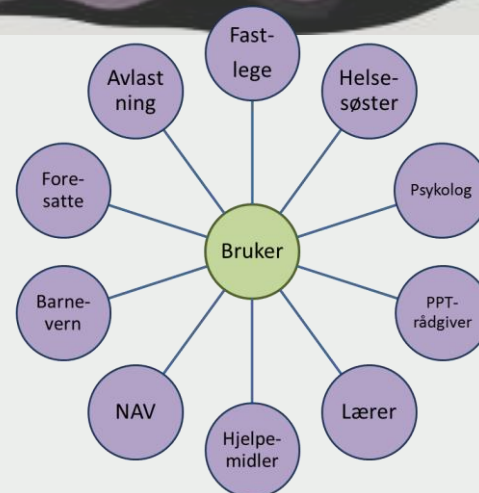 Fast-
lege
Helse-
søster
Psykolog
PPT-
rådgiver
Lærer
Hjelpe-
midler
NAV
Barne-
vern
Fore-
satte
Avlast
ning
Bruker